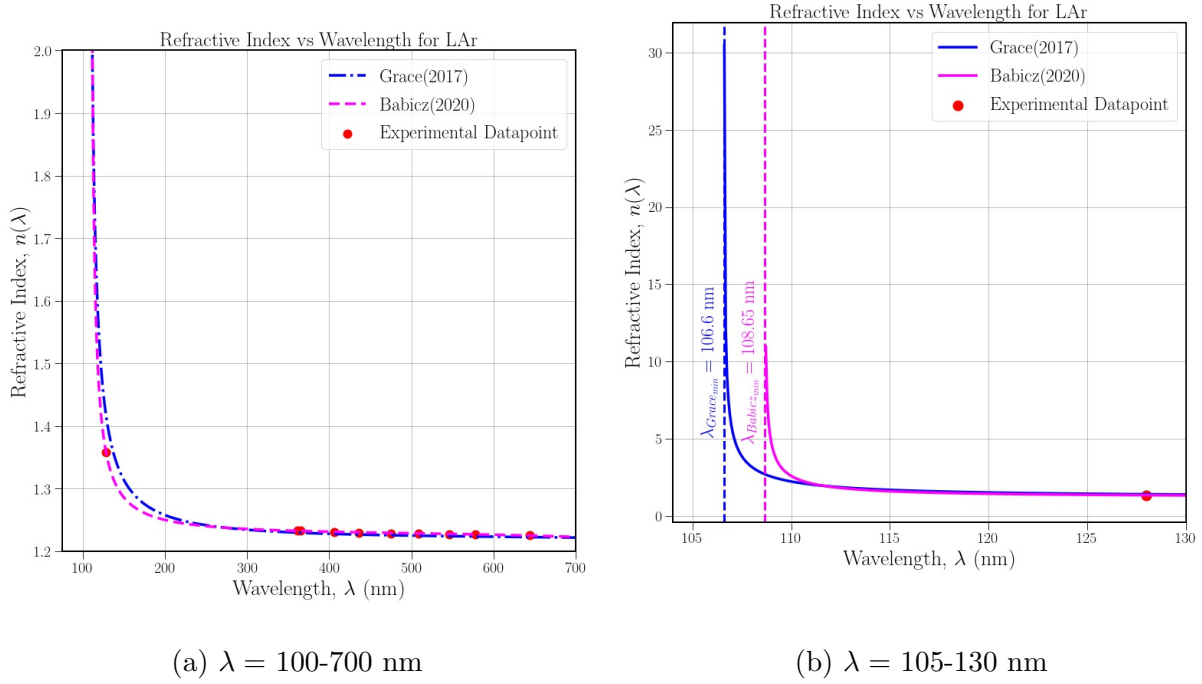 Refractive Index vs Wavelength for LAr
Grace(2017)
Babicz(2020)
Experimental Datapoint
Refractive Index, n(λ)
2.0
1.9
1.8
1.7
1.6
1.5
1.4
1.3
1.2
100 200 300 400 500 600 700
Wavelength, λ (nm)
(a) λ = 100-700 nm
Refractive Index vs Wavelength for LAr
Grace(2017)
Babicz(2020)
Experimental Datapoint
Refractive Index, n(λ)
30
25
20
15
10
5
0
λ_Grace_min = 106.6 nm
λ_Babicz_min = 108.65 nm
105 110 115 120 125 130
Wavelength, λ (nm)
(b) λ = 105-130 nm